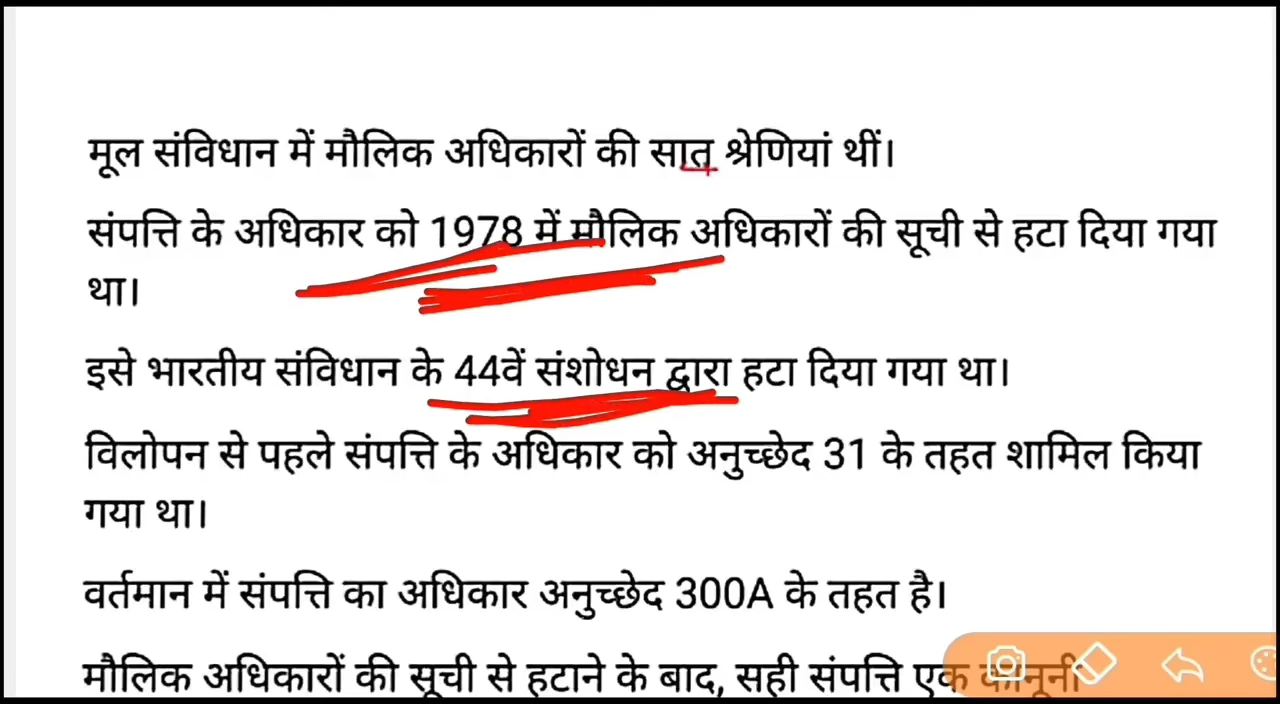 मूल संविधान में मौलिक अधिकारों की सात श्रेणियां थीं।
संपत्ति के अधिकार को 1978 में मौलिक अधिकारों की सूची से हटा दिया गया
था।
इसे भारतीय संविधान के 44वें संशोधन द्वारा हटा दिया गया था।
विलोपन से पहले संपत्ति के अधिकार को अनुच्छेद 31 के तहत शामिल किया
गया था।
वर्तमान में संपत्ति का अधिकार अनुच्छेद 300A के तहत है।
मौलिक अधिकारों की सूची से हटाने के बाद, सही संपत्ति एक कानूनी